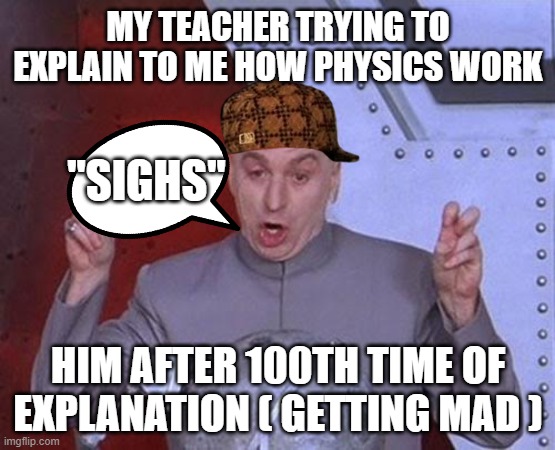 MY TEACHER TRYING TO
EXPLAIN TO ME HOW PHYSICS WORK
"SIGHS"
HIM AFTER 100TH TIME OF
EXPLANATION ( GETTING MAD )
imgflip.com